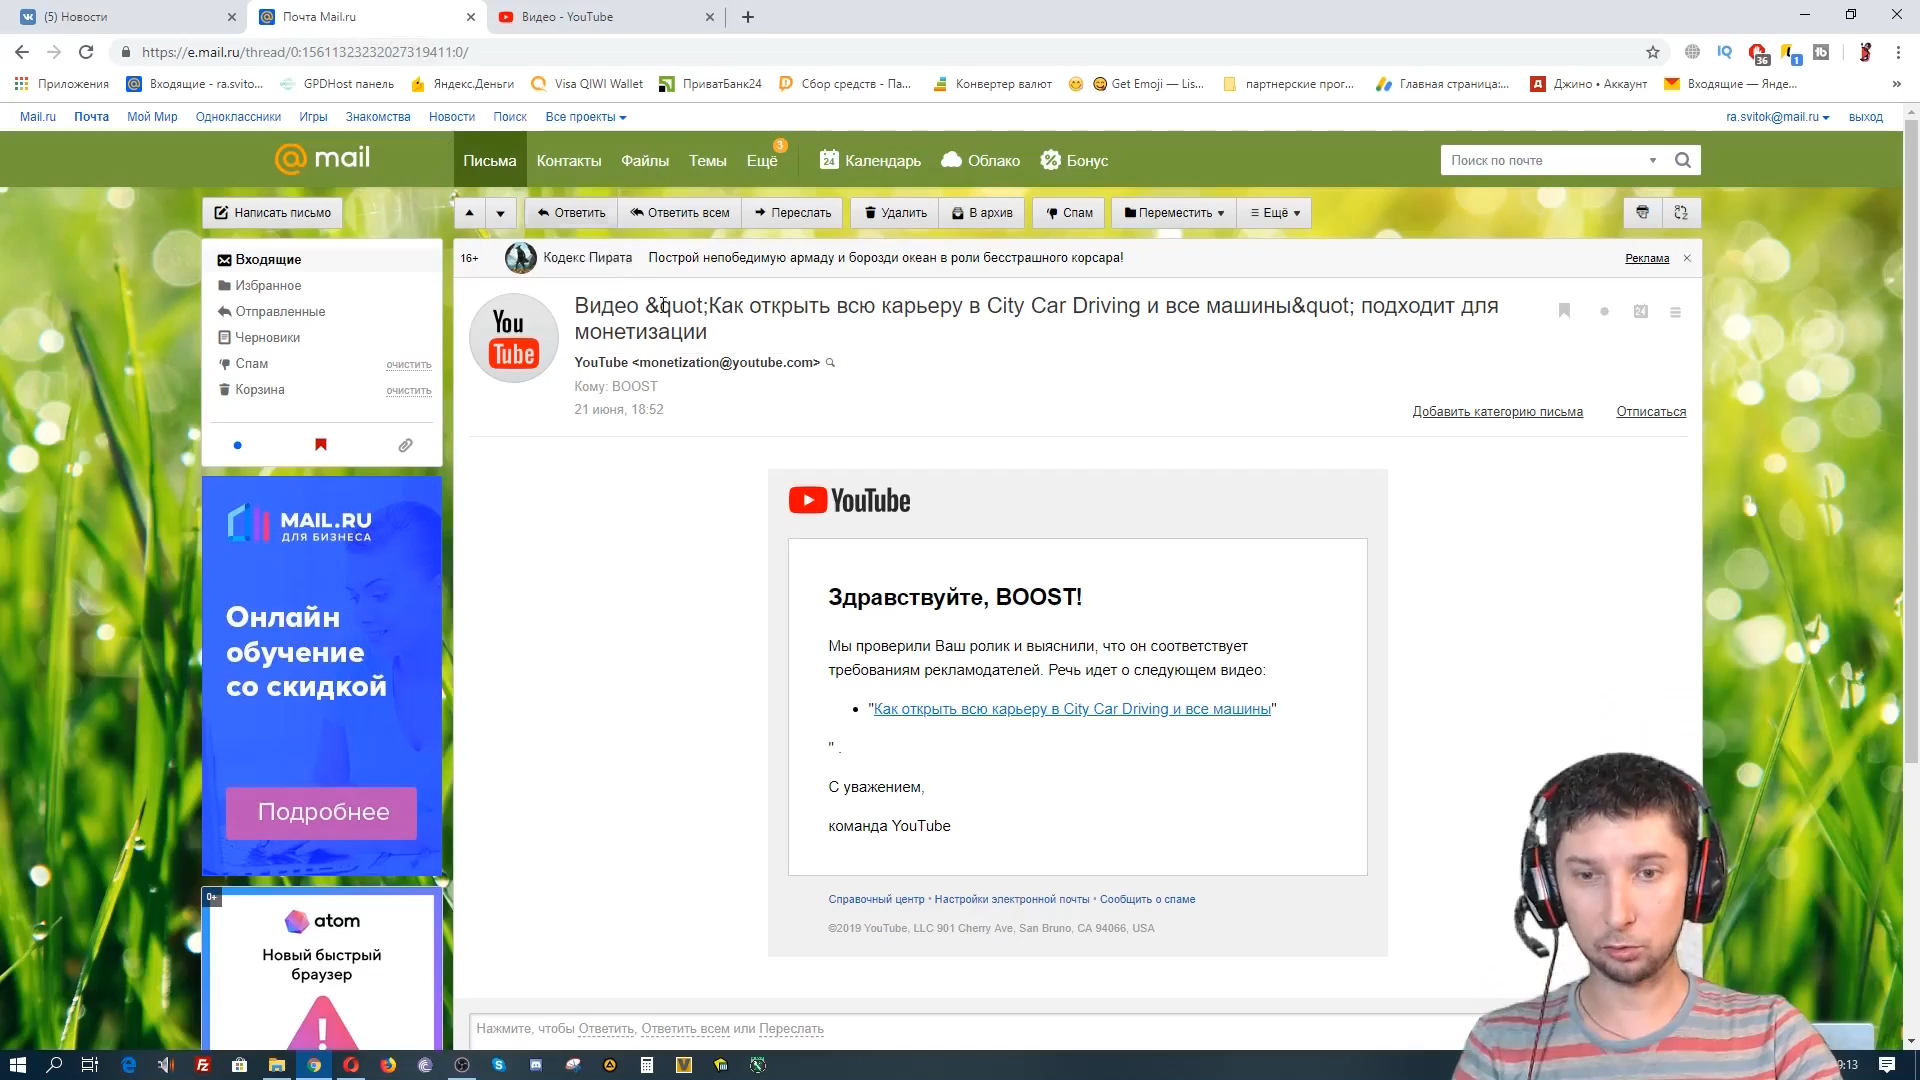 (5) Новости
Почта Mail.ru
Видео - YouTube
https://e.mail.ru/thread/0:15611323232027319411:0/
36
1
Приложения
Входящие - ra.svito...
GPDHost панель
Яндекс.Деньги
Visa QIWI Wallet
ПриватБанк24
Сбор средств - Па...
Конвертер валют
Get Emoji — Lis...
партнерские прог...
Главная страница:...
Джино • Аккаунт
Входящие — Янде...
»
Mail.ru Почта Мой Мир Одноклассники Игры Знакомства Новости Поиск Все проекты
ra.svitok@mail.ru выход
@mail
Письма Контакты Файлы Темы Ещё 3
24 Календарь Облако Бонус
Поиск по почте
Написать письмо
Ответить Ответить всем Переслать Удалить В архив Спам Переместить Ещё
Входящие
Избранное
Отправленные
Черновики
Спам очистить
Корзина очистить
16+ Кодекс Пирата Построй непобедимую армаду и борозди океан в роли бесстрашного корсара! Реклама
You
Tube
Видео &quot;Как открыть всю карьеру в City Car Driving и все машины&quot; подходит для
монетизации
24
YouTube <monetization@youtube.com>
Кому: BOOST
21 июня, 18:52
Добавить категорию письма Отписаться
YouTube
Здравствуйте, BOOST!
Мы проверили Ваш ролик и выяснили, что он соответствует
требованиям рекламодателей. Речь идет о следующем видео:
• "Как открыть всю карьеру в City Car Driving и все машины"
" .
С уважением,
команда YouTube
Справочный центр • Настройки электронной почты • Сообщить о спаме
©2019 YouTube, LLC 901 Cherry Ave, San Bruno, CA 94066, USA
Нажмите, чтобы Ответить, Ответить всем или Переслать
MAIL.RU
ДЛЯ БИЗНЕСА
Онлайн
обучение
со скидкой
Подробнее
0+
atom
Новый быстрый
браузер